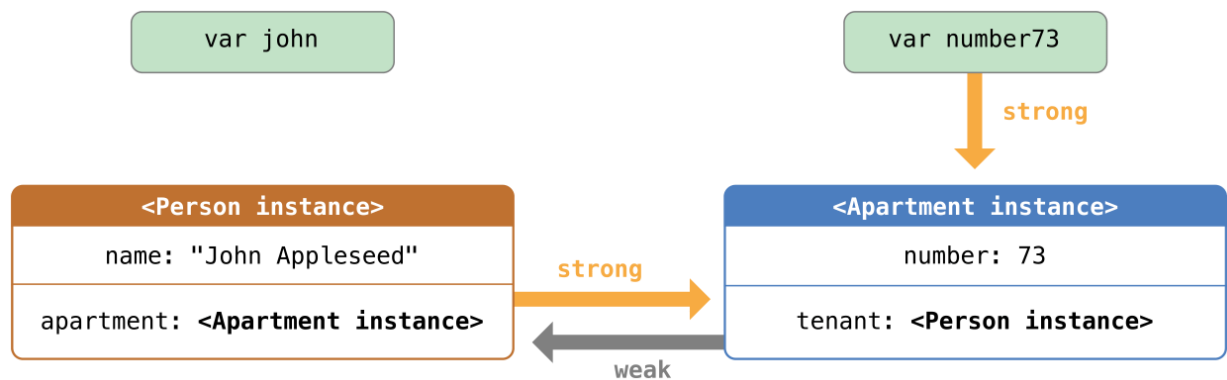 var john
var number73
strong
<Person instance>
name: "John Appleseed"
apartment: <Apartment instance>
strong
weak
<Apartment instance>
number: 73
tenant: <Person instance>